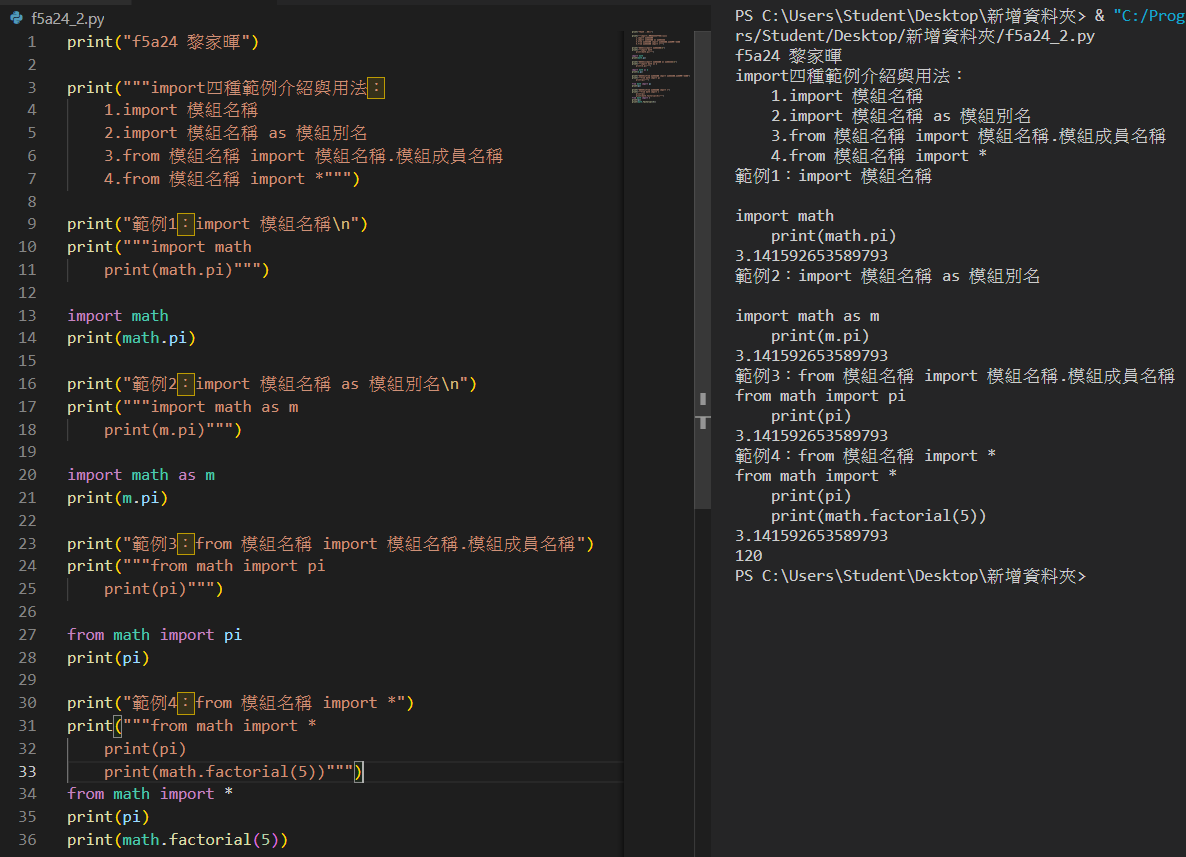 f5a24_2.py
1 print("f5a24 黎家暉")
2
3 print("""import四種範例介紹與用法：
4     1.import 模組名稱
5     2.import 模組名稱 as 模組別名
6     3.from 模組名稱 import 模組名稱.模組成員名稱
7     4.from 模組名稱 import *""")
8
9 print("範例1：import 模組名稱\n")
10 print("""import math
11     print(math.pi)""")
12
13 import math
14 print(math.pi)
15
16 print("範例2：import 模組名稱 as 模組別名\n")
17 print("""import math as m
18     print(m.pi)""")
19
20 import math as m
21 print(m.pi)
22
23 print("範例3：from 模組名稱 import 模組名稱.模組成員名稱")
24 print("""from math import pi
25     print(pi)""")
26
27 from math import pi
28 print(pi)
29
30 print("範例4：from 模組名稱 import *")
31 print("""from math import *
32     print(pi)
33     print(math.factorial(5))""")
34 from math import *
35 print(pi)
36 print(math.factorial(5))
PS C:\Users\Student\Desktop\新增資料夾> & "C:/Prog
rs/Student/Desktop/新增資料夾/f5a24_2.py
f5a24 黎家暉
import四種範例介紹與用法：
    1.import 模組名稱
    2.import 模組名稱 as 模組別名
    3.from 模組名稱 import 模組名稱.模組成員名稱
    4.from 模組名稱 import *
範例1：import 模組名稱

import math
    print(math.pi)
3.141592653589793
範例2：import 模組名稱 as 模組別名

import math as m
    print(m.pi)
3.141592653589793
範例3：from 模組名稱 import 模組名稱.模組成員名稱
from math import pi
    print(pi)
3.141592653589793
範例4：from 模組名稱 import *
from math import *
    print(pi)
    print(math.factorial(5))
3.141592653589793
120
PS C:\Users\Student\Desktop\新增資料夾>